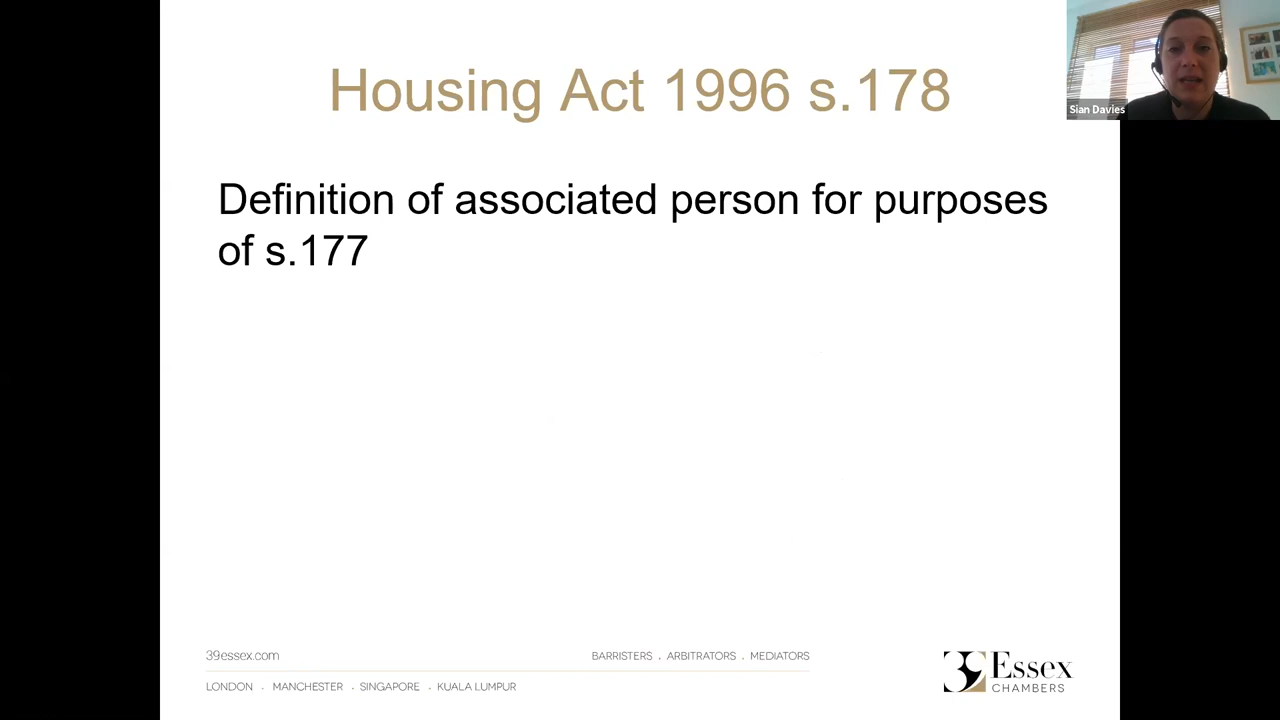 Housing Act 1996 s.178
Sian Davies
Definition of associated person for purposes
of s.177
39essex.com
BARRISTERS . ARBITRATORS . MEDIATORS
LONDON . MANCHESTER . SINGAPORE . KUALA LUMPUR
39 Essex
CHAMBERS